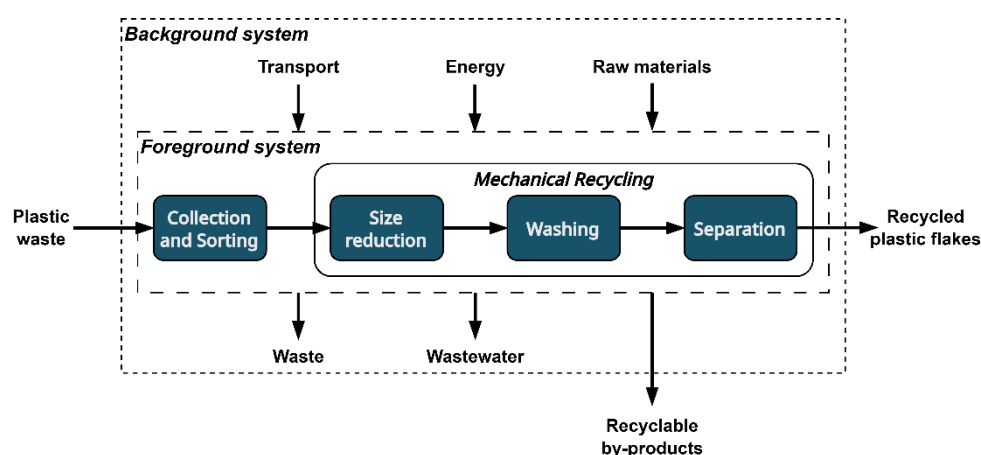 Background system
Transport
Energy
Raw materials
Foreground system
Mechanical Recycling
Plastic
waste
Collection
and Sorting
Size
reduction
Washing
Separation
Recycled
plastic flakes
Waste
Wastewater
Recyclable
by-products